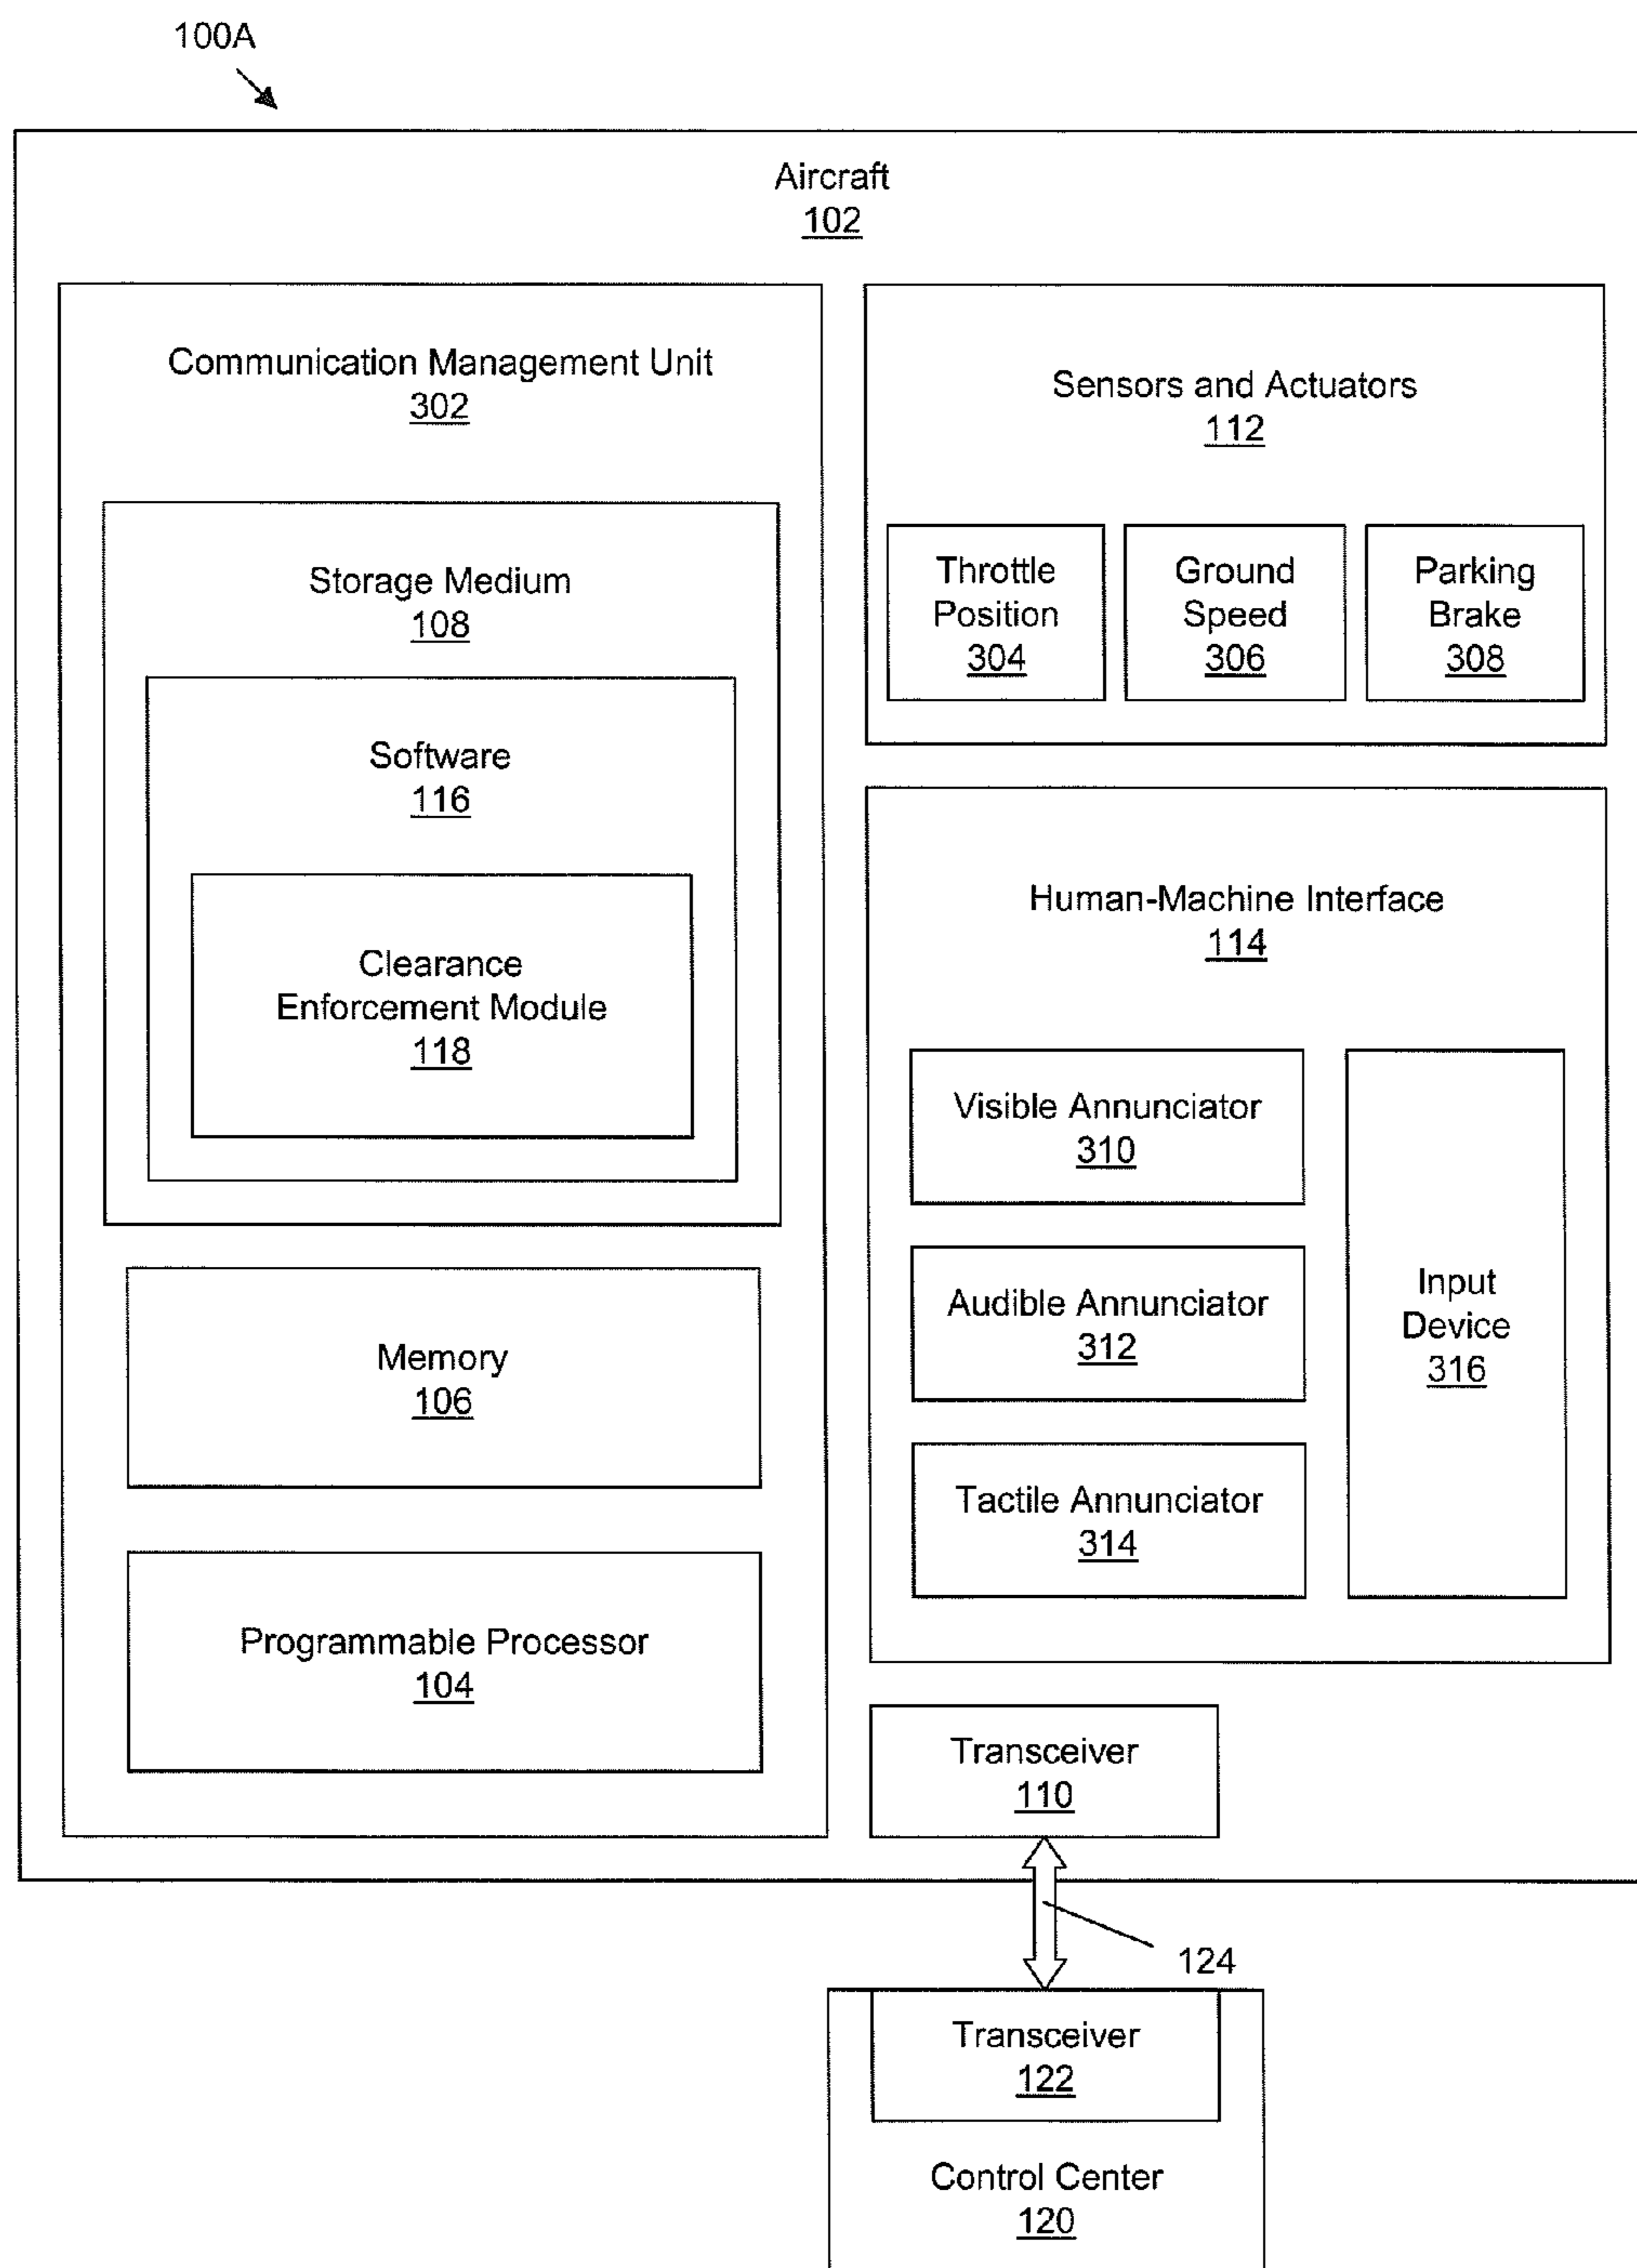 100A
Aircraft
102
Communication Management Unit
302
Storage Medium
108
Software
116
Clearance
Enforcement Module
118
Memory
106
Programmable Processor
104
Sensors and Actuators
112
Throttle
Position
304
Ground
Speed
306
Parking
Brake
308
Human-Machine Interface
114
Visible Annunciator
310
Audible Annunciator
312
Tactile Annunciator
314
Input
Device
316
Transceiver
110
124
Transceiver
122
Control Center
120